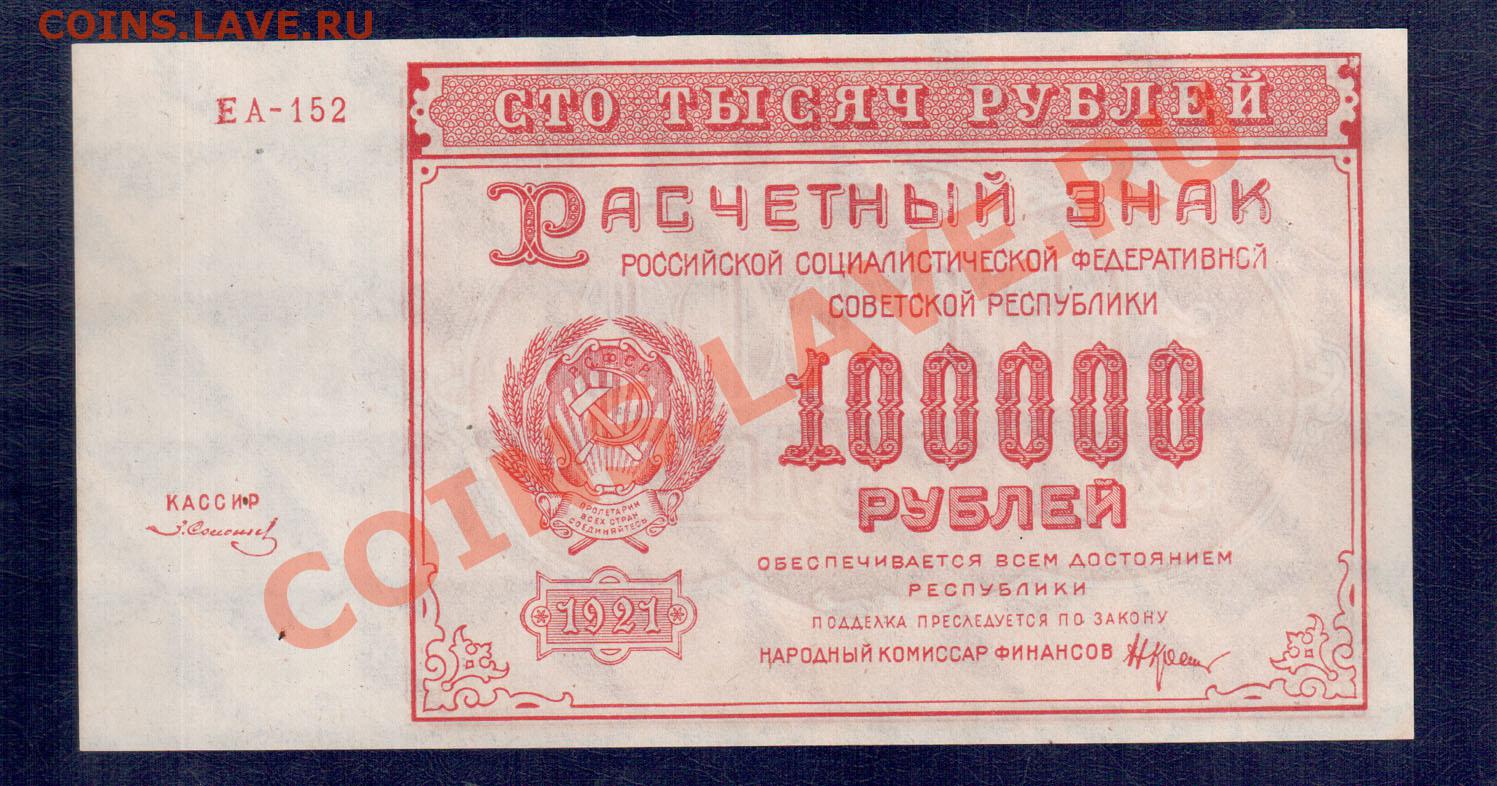 COINS.LAVE.RU
ЕА-152
СТО ТЫСЯЧ РУБЛЕЙ
РАСЧЕТНЫЙ ЗНАК
РОССИЙСКОЙ СОЦИАЛИСТИЧЕСКОЙ ФЕДЕРАТИВНОЙ
СОВЕТСКОЙ РЕСПУБЛИКИ
Р.С.Ф.С.Р.
100000
РУБЛЕЙ
ПРОЛЕТАРИИ
ВСЕХ СТРАН
СОЕДИНЯЙТЕСЬ
КАССИР
ОБЕСПЕЧИВАЕТСЯ ВСЕМ ДОСТОЯНИЕМ
РЕСПУБЛИКИ
1921
ПОДДЕЛКА ПРЕСЛЕДУЕТСЯ ПО ЗАКОНУ
НАРОДНЫЙ КОМИССАР ФИНАНСОВ
COINS.LAVE.RU